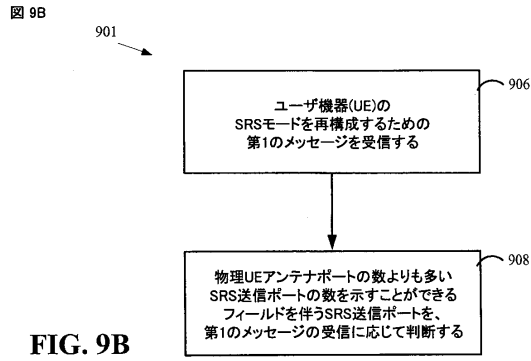 図 9B
901
906
ユーザ機器(UE)の
SRSモードを再構成するための
第1のメッセージを受信する
908
物理UEアンテナポートの数よりも多い
SRS送信ポートの数を示すことができる
フィールドを伴うSRS送信ポートを、
第1のメッセージの受信に応じて判断する
FIG. 9B